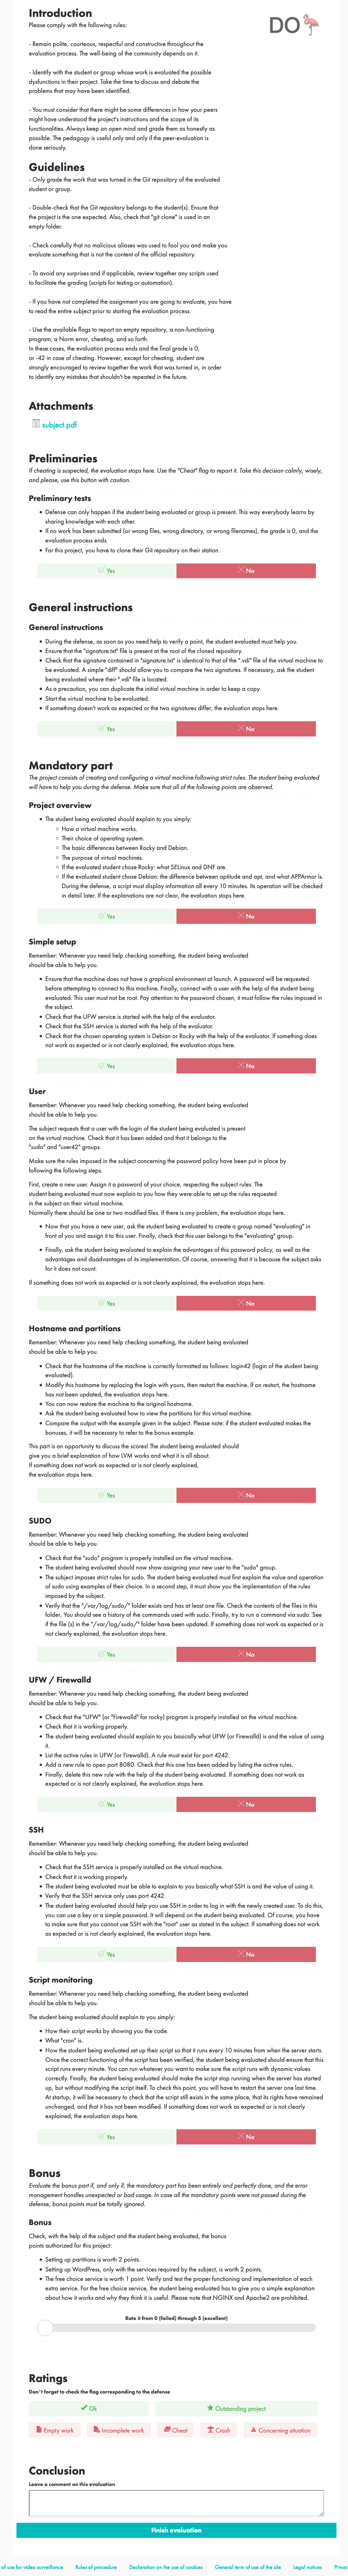 Introduction
DO
Please comply with the following rules:
- Remain polite, courteous, respectful and constructive throughout the
evaluation process. The well-being of the community depends on it.
- Identify with the student or group whose work is evaluated the possible
dysfunctions in their project. Take the time to discuss and debate the
problems that may have been identified.
- You must consider that there might be some differences in how your peers
might have understood the project's instructions and the scope of its
functionalities. Always keep an open mind and grade them as honestly as
possible. The pedagogy is useful only and only if the peer-evaluation is
done seriously.
Guidelines
- Only grade the work that was turned in the Git repository of the evaluated
student or group.
- Double-check that the Git repository belongs to the student(s). Ensure that
the project is the one expected. Also, check that "git clone" is used in an
empty folder.
- Check carefully that no malicious aliases was used to fool you and make you
evaluate something that is not the content of the official repository.
- To avoid any surprises and if applicable, review together any scripts used
to facilitate the grading (scripts for testing or automation).
- If you have not completed the assignment you are going to evaluate, you have
to read the entire subject prior to starting the evaluation process.
- Use the available flags to report an empty repository, a non-functioning
program, a Norm error, cheating, and so forth.
In these cases, the evaluation process ends and the final grade is 0,
or -42 in case of cheating. However, except for cheating, student are
strongly encouraged to review together the work that was turned in, in order
to identify any mistakes that shouldn't be repeated in the future.
Attachments
subject.pdf
Preliminaries
If cheating is suspected, the evaluation stops here. Use the "Cheat" flag to report it. Take this decision calmly, wisely,
and please, use this button with caution.
Preliminary tests
• Defense can only happen if the student being evaluated or group is present. This way everybody learns by
sharing knowledge with each other.
• If no work has been submitted (or wrong files, wrong directory, or wrong filenames), the grade is 0, and the
evaluation process ends.
• For this project, you have to clone their Git repository on their station.
Yes No
General instructions
General instructions
• During the defense, as soon as you need help to verify a point, the student evaluated must help you.
• Ensure that the "signature.txt" file is present at the root of the cloned repository.
• Check that the signature contained in "signature.txt" is identical to that of the ".vdi" file of the virtual machine to
be evaluated. A simple "diff" should allow you to compare the two signatures. If necessary, ask the student
being evaluated where their ".vdi" file is located.
• As a precaution, you can duplicate the initial virtual machine in order to keep a copy.
• Start the virtual machine to be evaluated.
• If something doesn't work as expected or the two signatures differ, the evaluation stops here.
Yes No
Mandatory part
The project consists of creating and configuring a virtual machine following strict rules. The student being evaluated
will have to help you during the defense. Make sure that all of the following points are observed.
Project overview
• The student being evaluated should explain to you simply:
○ How a virtual machine works.
○ Their choice of operating system.
○ The basic differences between Rocky and Debian.
○ The purpose of virtual machines.
○ If the evaluated student chose Rocky: what SELinux and DNF are.
○ If the evaluated student chose Debian: the difference between aptitude and apt, and what APPArmor is.
During the defense, a script must display information all every 10 minutes. Its operation will be checked
in detail later. If the explanations are not clear, the evaluation stops here.
Yes No
Simple setup
Remember: Whenever you need help checking something, the student being evaluated
should be able to help you.
• Ensure that the machine does not have a graphical environment at launch. A password will be requested
before attempting to connect to this machine. Finally, connect with a user with the help of the student being
evaluated. This user must not be root. Pay attention to the password chosen, it must follow the rules imposed in
the subject.
• Check that the UFW service is started with the help of the evaluator.
• Check that the SSH service is started with the help of the evaluator.
• Check that the chosen operating system is Debian or Rocky with the help of the evaluator. If something does
not work as expected or is not clearly explained, the evaluation stops here.
Yes No
User
Remember: Whenever you need help checking something, the student being evaluated
should be able to help you.
The subject requests that a user with the login of the student being evaluated is present
on the virtual machine. Check that it has been added and that it belongs to the
"sudo" and "user42" groups.
Make sure the rules imposed in the subject concerning the password policy have been put in place by
following the following steps.
First, create a new user. Assign it a password of your choice, respecting the subject rules. The
student being evaluated must now explain to you how they were able to set up the rules requested
in the subject on their virtual machine.
Normally there should be one or two modified files. If there is any problem, the evaluation stops here.
• Now that you have a new user, ask the student being evaluated to create a group named "evaluating" in
front of you and assign it to this user. Finally, check that this user belongs to the "evaluating" group.
• Finally, ask the student being evaluated to explain the advantages of this password policy, as well as the
advantages and disadvantages of its implementation. Of course, answering that it is because the subject asks
for it does not count.
If something does not work as expected or is not clearly explained, the evaluation stops here.
Yes No
Hostname and partitions
Remember: Whenever you need help checking something, the student being evaluated
should be able to help you.
• Check that the hostname of the machine is correctly formatted as follows: login42 (login of the student being
evaluated).
• Modify this hostname by replacing the login with yours, then restart the machine. If on restart, the hostname
has not been updated, the evaluation stops here.
• You can now restore the machine to the original hostname.
• Ask the student being evaluated how to view the partitions for this virtual machine.
• Compare the output with the example given in the subject. Please note: if the student evaluated makes the
bonuses, it will be necessary to refer to the bonus example.
This part is an opportunity to discuss the scores! The student being evaluated should
give you a brief explanation of how LVM works and what it is all about.
If something does not work as expected or is not clearly explained,
the evaluation stops here.
Yes No
SUDO
Remember: Whenever you need help checking something, the student being evaluated
should be able to help you.
• Check that the "sudo" program is properly installed on the virtual machine.
• The student being evaluated should now show assigning your new user to the "sudo" group.
• The subject imposes strict rules for sudo. The student being evaluated must first explain the value and operation
of sudo using examples of their choice. In a second step, it must show you the implementation of the rules
imposed by the subject.
• Verify that the "/var/log/sudo/" folder exists and has at least one file. Check the contents of the files in this
folder, You should see a history of the commands used with sudo. Finally, try to run a command via sudo. See
if the file (s) in the "/var/log/sudo/" folder have been updated. If something does not work as expected or is
not clearly explained, the evaluation stops here.
Yes No
UFW / Firewalld
Remember: Whenever you need help checking something, the student being evaluated
should be able to help you.
• Check that the "UFW" (or "Firewalld" for rocky) program is properly installed on the virtual machine.
• Check that it is working properly.
• The student being evaluated should explain to you basically what UFW (or Firewalld) is and the value of using
it.
• List the active rules in UFW (or Firewalld). A rule must exist for port 4242.
• Add a new rule to open port 8080. Check that this one has been added by listing the active rules.
• Finally, delete this new rule with the help of the student being evaluated. If something does not work as
expected or is not clearly explained, the evaluation stops here.
Yes No
SSH
Remember: Whenever you need help checking something, the student being evaluated
should be able to help you.
• Check that the SSH service is properly installed on the virtual machine.
• Check that it is working properly.
• The student being evaluated must be able to explain to you basically what SSH is and the value of using it.
• Verify that the SSH service only uses port 4242.
• The student being evaluated should help you use SSH in order to log in with the newly created user. To do this,
you can use a key or a simple password. It will depend on the student being evaluated. Of course, you have
to make sure that you cannot use SSH with the "root" user as stated in the subject. If something does not work
as expected or is not clearly explained, the evaluation stops here.
Yes No
Script monitoring
Remember: Whenever you need help checking something, the student being evaluated
should be able to help you.
The student being evaluated should explain to you simply:
• How their script works by showing you the code.
• What "cron" is.
• How the student being evaluated set up their script so that it runs every 10 minutes from when the server starts.
Once the correct functioning of the script has been verified, the student being evaluated should ensure that this
script runs every minute. You can run whatever you want to make sure the script runs with dynamic values
correctly. Finally, the student being evaluated should make the script stop running when the server has started
up, but without modifying the script itself. To check this point, you will have to restart the server one last time.
At startup, it will be necessary to check that the script still exists in the same place, that its rights have remained
unchanged, and that it has not been modified. If something does not work as expected or is not clearly
explained, the evaluation stops here.
Yes No
Bonus
Evaluate the bonus part if, and only if, the mandatory part has been entirely and perfectly done, and the error
management handles unexpected or bad usage. In case all the mandatory points were not passed during the
defense, bonus points must be totally ignored.
Bonus
Check, with the help of the subject and the student being evaluated, the bonus
points authorized for this project:
• Setting up partitions is worth 2 points.
• Setting up WordPress, only with the services required by the subject, is worth 2 points.
• The free choice service is worth 1 point. Verify and test the proper functioning and implementation of each
extra service. For the free choice service, the student being evaluated has to give you a simple explanation
about how it works and why they think it is useful. Please note that NGINX and Apache2 are prohibited.
Rate it from 0 (failed) through 5 (excellent)
Ratings
Don't forget to check the flag corresponding to the defense
Ok Outstanding project
Empty work Incomplete work Cheat Crash Concerning situation
Conclusion
Leave a comment on this evaluation
Finish evaluation
of use for video surveillance Rules of procedure Declaration on the use of cookies General term of use of the site Legal notices Privac